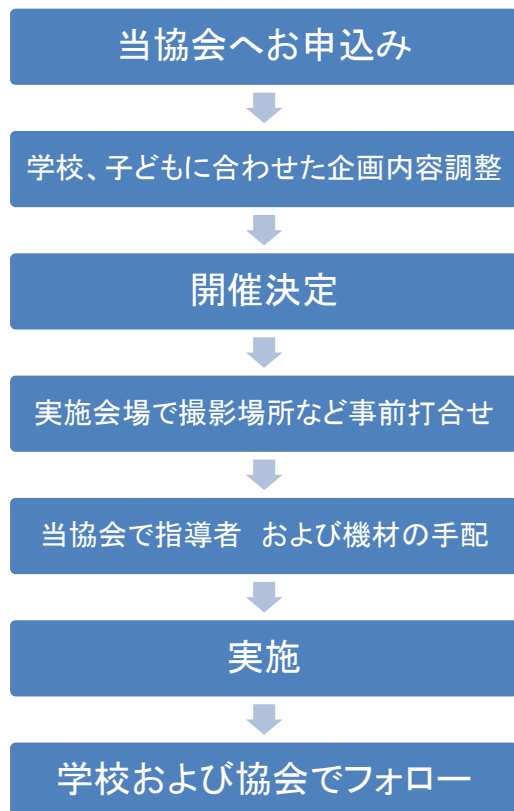 当協会へお申込み
学校、子どもに合わせた企画内容調整
開催決定
実施会場で撮影場所など事前打合せ
当協会で指導者　および機材の手配
実施
学校および協会でフォロー